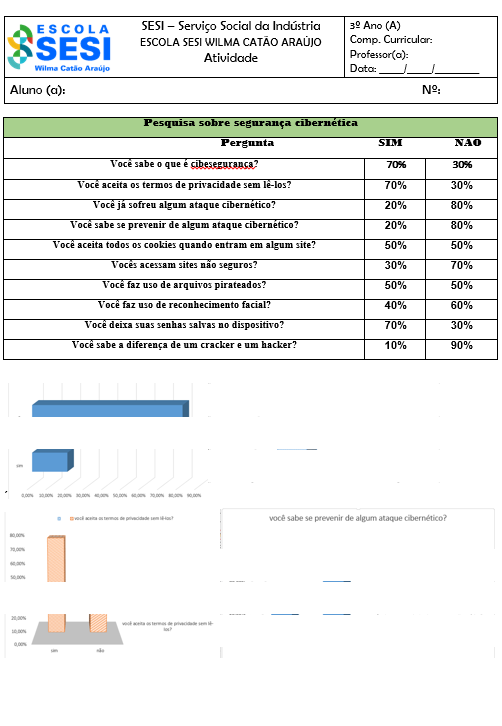 ESCOLA
SESI
Wilma Catão Araújo
SESI – Serviço Social da Indústria
ESCOLA SESI WILMA CATÃO ARAÚJO
Atividade
3º Ano (A)
Comp. Curricular:
Professor(a):
Data: ____/____/________
Aluno (a): Nº:
Pesquisa sobre segurança cibernética
Pergunta SIM NAO
Você sabe o que é cibesegurança? 70% 30%
Você aceita os termos de privacidade sem lê-los? 70% 30%
Você já sofreu algum ataque cibernético? 20% 80%
Você sabe se prevenir de algum ataque cibernético? 20% 80%
Você aceita todos os cookies quando entram em algum site? 50% 50%
Vocês acessam sites não seguros? 30% 70%
Você faz uso de arquivos pirateados? 50% 50%
Você faz uso de reconhecimento facial? 40% 60%
Você deixa suas senhas salvas no dispositivo? 70% 30%
Você sabe a diferença de um cracker e um hacker? 10% 90%
sim
0,00% 10,00% 20,00% 30,00% 40,00% 50,00% 60,00% 70,00% 80,00% 90,00%
você aceita os termos de privacidade sem lê-los?
80,00%
70,00%
60,00%
50,00%
20,00%
10,00%
0,00%
sim não
você aceita os termos de privacidade sem lê-
los?
você sabe se prevenir de algum ataque cibernético?